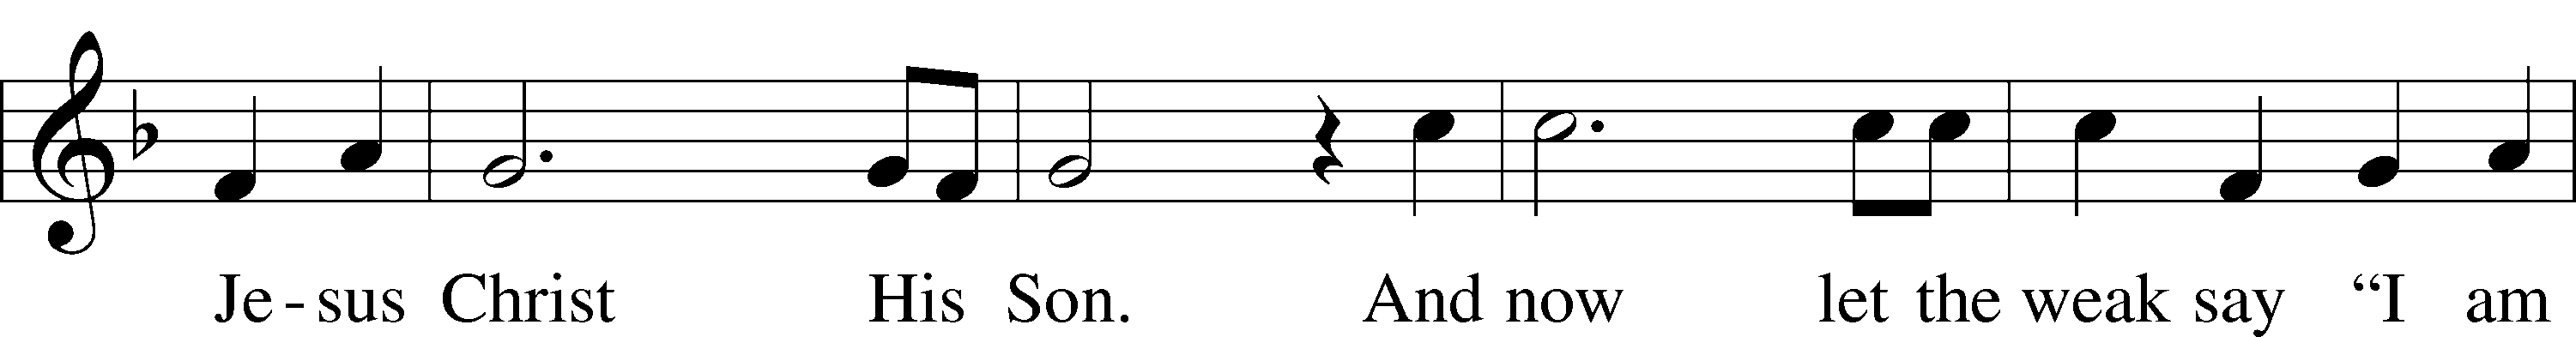 Je - sus Christ His Son. And now let the weak say “I am